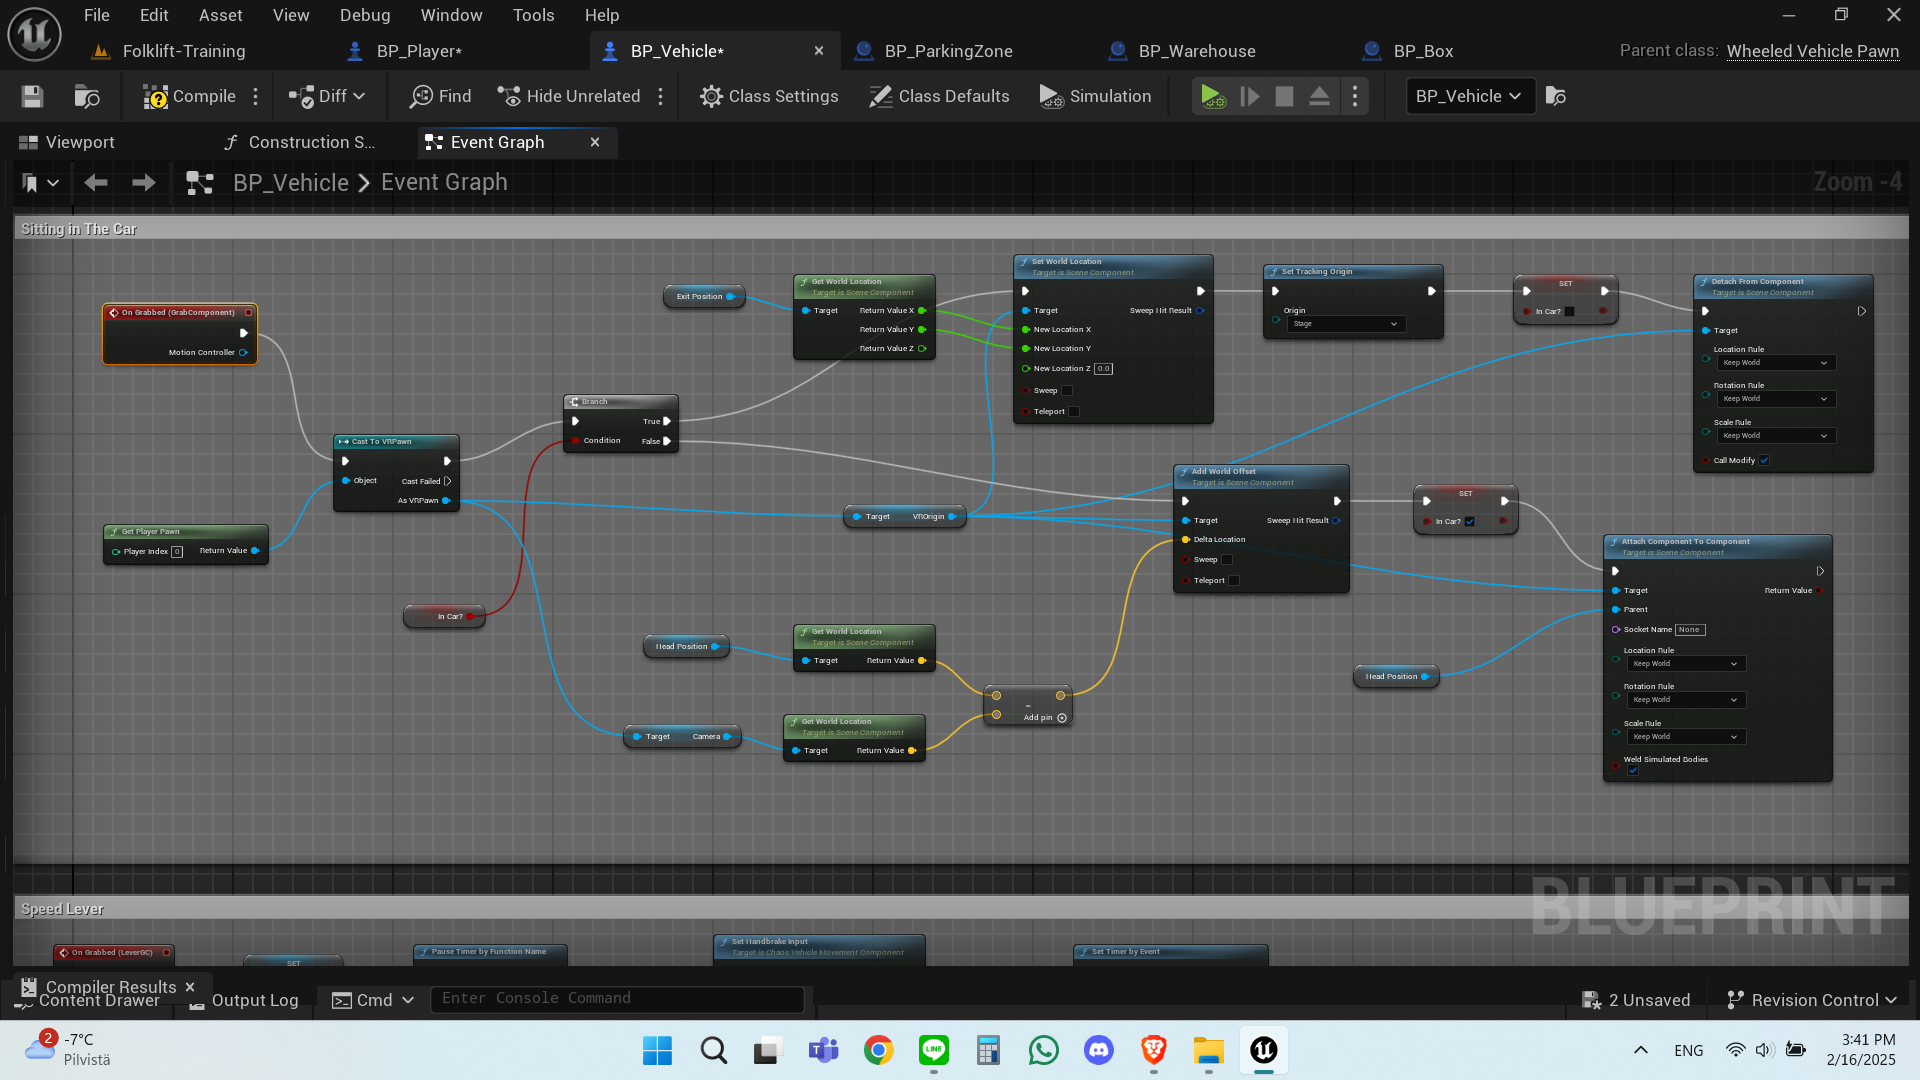 File Edit Asset View Debug Window Tools Help
Folklift-Training BP_Player* BP_Vehicle* BP_ParkingZone BP_Warehouse BP_Box Parent class: Wheeled Vehicle Pawn
Compile Diff Find Hide Unrelated Class Settings Class Defaults Simulation BP_Vehicle
Viewport Construction S... Event Graph
BP_Vehicle Event Graph Zoom -4
Sitting in The Car
On Grabbed (GrabComponent)
Motion Controller
Get Player Pawn
Player Index 0 Return Value
Cast To VRPawn
Object Cast Failed
As VRPawn
In Car?
Branch
True
Condition False
Exit Position
Get World Location
Target is Scene Component
Target Return Value X
Return Value Y
Return Value Z
Set World Location
Target is Scene Component
Target Sweep Hit Result
New Location X
New Location Y
New Location Z 0.0
Sweep
Teleport
Set Tracking Origin
Origin
Stage
SET
In Car?
Detach From Component
Target is Scene Component
Target
Location Rule
Keep World
Rotation Rule
Keep World
Scale Rule
Keep World
Call Modify
Target VROrigin
Add World Offset
Target is Scene Component
Target Sweep Hit Result
Delta Location
Sweep
Teleport
SET
In Car?
Attach Component To Component
Target is Scene Component
Target Return Value
Parent
Socket Name None
Location Rule
Keep World
Rotation Rule
Keep World
Scale Rule
Keep World
Weld Simulated Bodies
Head Position
Get World Location
Target is Scene Component
Target Return Value
Target Camera
Get World Location
Target is Scene Component
Target Return Value
-
Add pin
Head Position
BLUEPRINT
Speed Lever
On Grabbed (LeverGC)
SET
Pause Timer by Function Name
Set Handbrake Input
Target is Chaos Vehicle Movement Component
Set Timer by Event
Compiler Results
Content Drawer Output Log Cmd Enter Console Command 2 Unsaved Revision Control
2 -7°C
Pilvistä
LINE
ENG
3:41 PM
2/16/2025